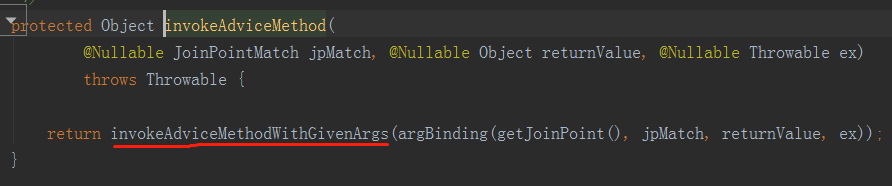 protected Object invokeAdviceMethod(
@Nullable JoinPointMatch jpMatch, @Nullable Object returnValue, @Nullable Throwable ex)
throws Throwable {
return invokeAdviceMethodWithGivenArgs(argBinding(getJoinPoint(), jpMatch, returnValue, ex));
}